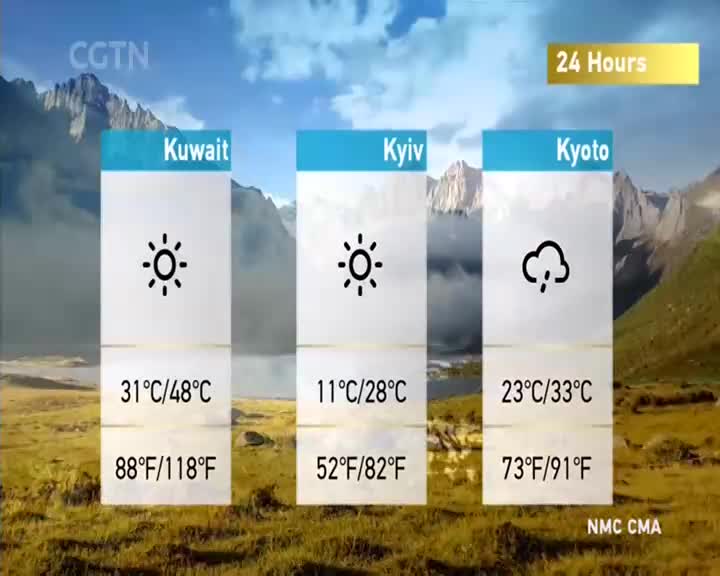 CGTN
24 Hours
Kuwait
Kyiv
Kyoto
31°C/48°C
11°C/28°C
23°C/33°C
88°F/118°F
52°F/82°F
73°F/91°F
NMC CMA